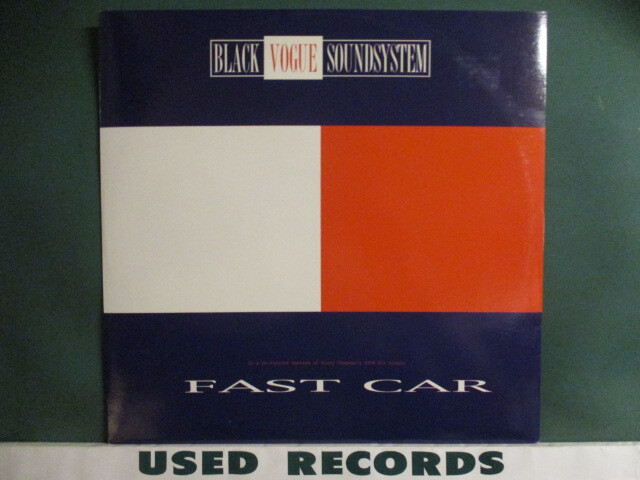 BLACK VOGUE SOUNDSYSTEM
FAST CAR
USED RECORDS